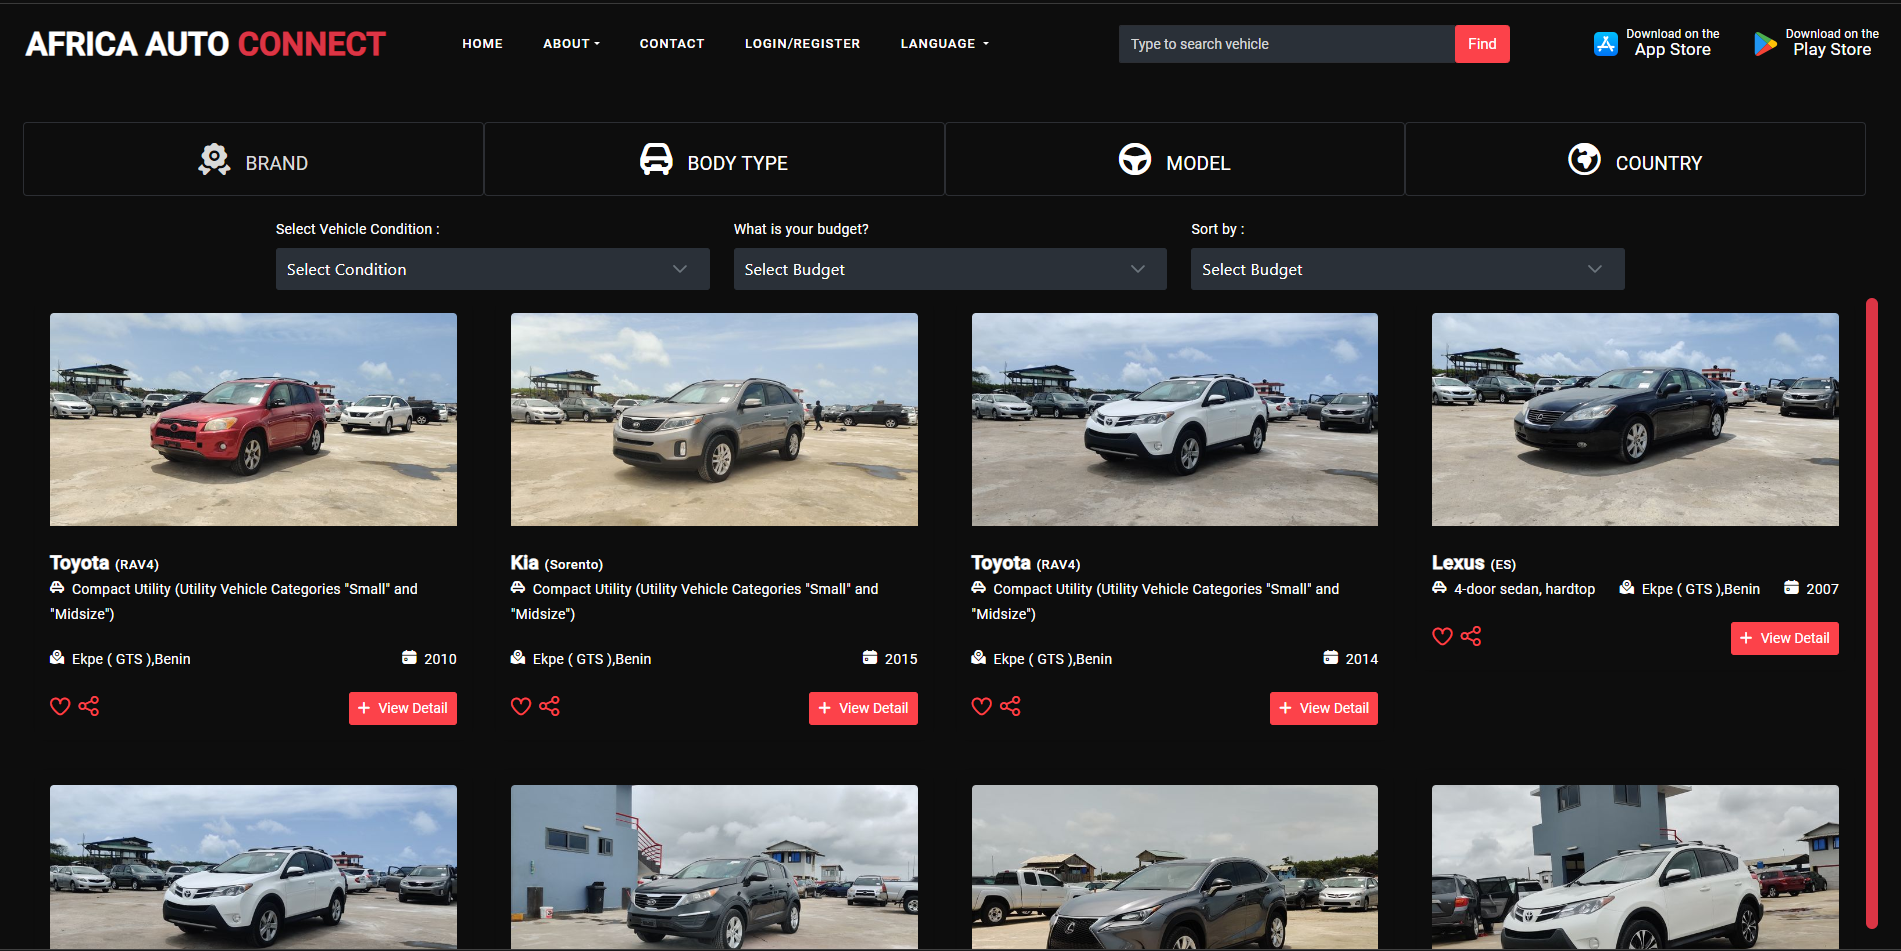 AFRICA AUTO CONNECT
HOME
ABOUT
CONTACT
LOGIN/REGISTER
LANGUAGE
Type to search vehicle
Find
Download on the
App Store
Download on the
Play Store
BRAND
BODY TYPE
MODEL
COUNTRY
Select Vehicle Condition :
What is your budget?
Sort by :
Select Condition
Select Budget
Select Budget
Toyota (RAV4)
Compact Utility (Utility Vehicle Categories "Small" and
"Midsize")
Ekpe ( GTS ),Benin
2010
+ View Detail
Kia (Sorento)
Compact Utility (Utility Vehicle Categories "Small" and
"Midsize")
Ekpe ( GTS ),Benin
2015
+ View Detail
Toyota (RAV4)
Compact Utility (Utility Vehicle Categories "Small" and
"Midsize")
Ekpe ( GTS ),Benin
2014
+ View Detail
Lexus (ES)
4-door sedan, hardtop
Ekpe ( GTS ),Benin
2007
+ View Detail